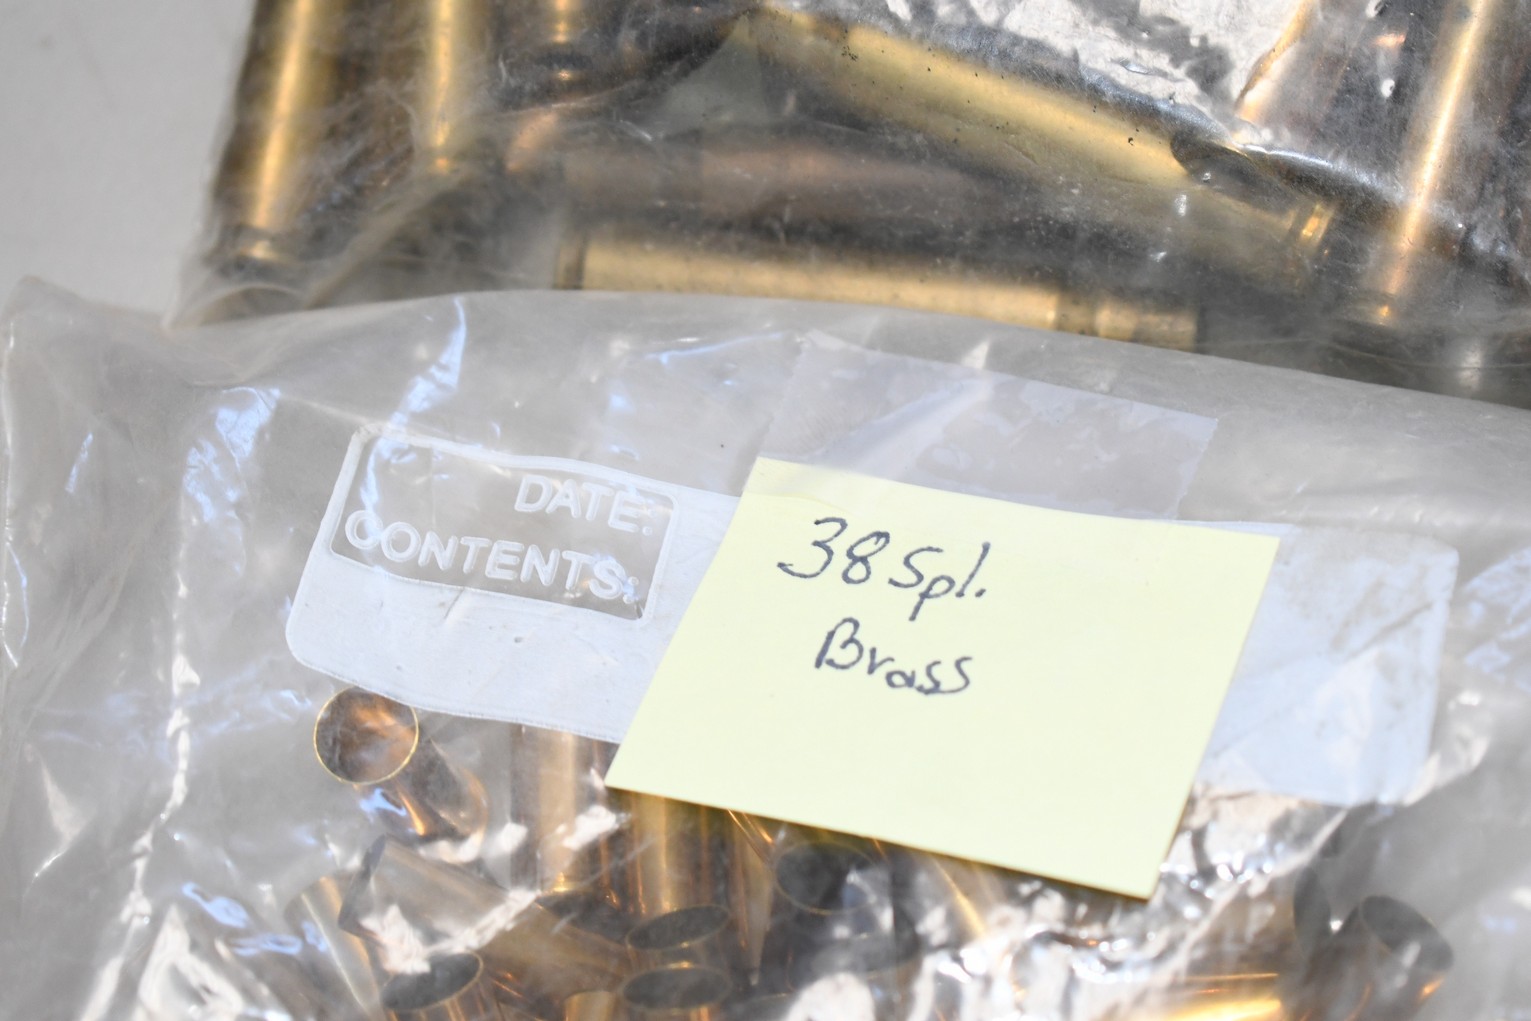 DATE:
CONTENTS:
38 Spl.
Brass